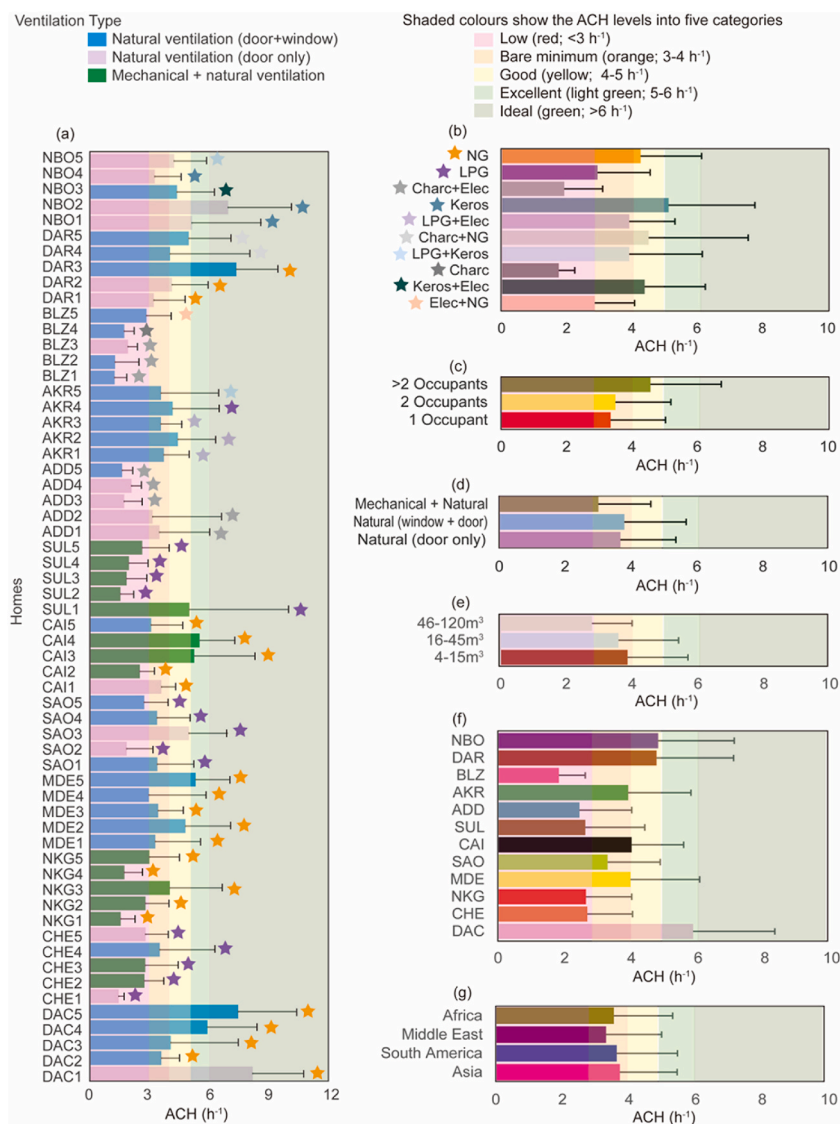 Ventilation Type
Natural ventilation (door+window)
Natural ventilation (door only)
Mechanical + natural ventilation
Shaded colours show the ACH levels into five categories
Low (red; <3 h-1)
Bare minimum (orange; 3-4 h-1)
Good (yellow; 4-5 h-1)
Excellent (light green; 5-6 h-1)
Ideal (green; >6 h-1)
(a)
Homes
NBO5
NBO4
NBO3
NBO2
NBO1
DAR5
DAR4
DAR3
DAR2
DAR1
BLZ5
BLZ4
BLZ3
BLZ2
BLZ1
AKR5
AKR4
AKR3
AKR2
AKR1
ADD5
ADD4
ADD3
ADD2
ADD1
SUL5
SUL4
SUL3
SUL2
SUL1
CAI5
CAI4
CAI3
CAI2
CAI1
SAO5
SAO4
SAO3
SAO2
SAO1
MDE5
MDE4
MDE3
MDE2
MDE1
NKG5
NKG4
NKG3
NKG2
NKG1
CHE5
CHE4
CHE3
CHE2
CHE1
DAC5
DAC4
DAC3
DAC2
DAC1
0 3 6 9 12
ACH (h-1)
(b)
NG
LPG
Charc+Elec
Keros
LPG+Elec
Charc+NG
LPG+Keros
Charc
Keros+Elec
Elec+NG
0 2 4 6 8 10
ACH (h-1)
(c)
>2 Occupants
2 Occupants
1 Occupant
0 2 4 6 8 10
ACH (h-1)
(d)
Mechanical + Natural
Natural (window + door)
Natural (door only)
0 2 4 6 8 10
ACH (h-1)
(e)
46-120m3
16-45m3
4-15m3
0 2 4 6 8 10
ACH (h-1)
(f)
NBO
DAR
BLZ
AKR
ADD
SUL
CAI
SAO
MDE
NKG
CHE
DAC
0 2 4 6 8 10
ACH (h-1)
(g)
Africa
Middle East
South America
Asia
0 2 4 6 8 10
ACH (h-1)